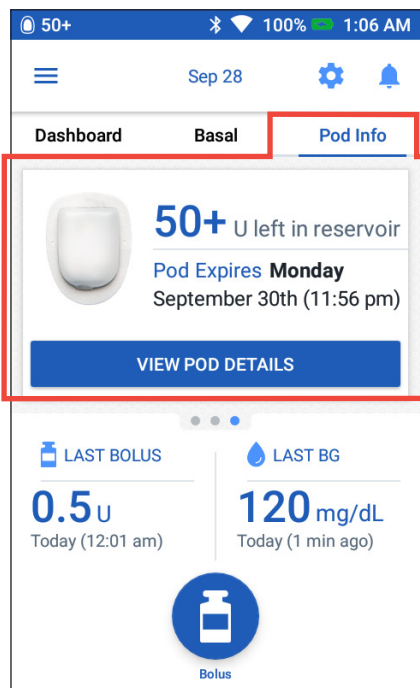 50+ 100% 1:06 AM
Sep 28
Dashboard Basal Pod Info
50+ U left in reservoir
Pod Expires Monday
September 30th (11:56 pm)
VIEW POD DETAILS
LAST BOLUS LAST BG
0.5 U 120 mg/dL
Today (12:01 am) Today (1 min ago)
Bolus